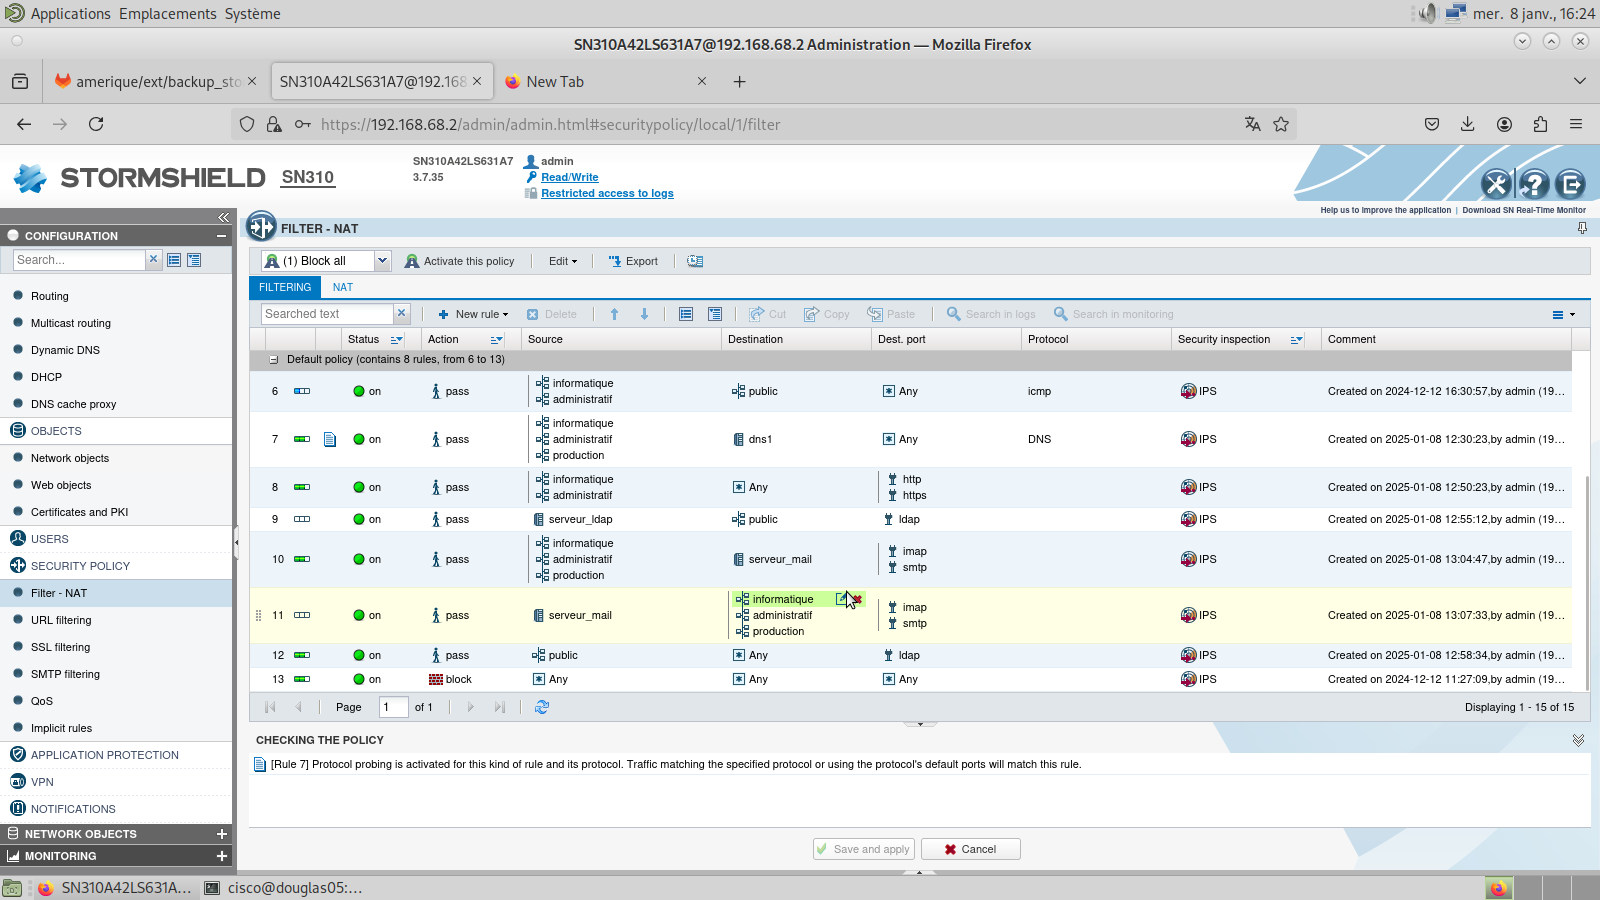 Applications Emplacements Système mer. 8 janv., 16:24
SN310A42LS631A7@192.168.68.2 Administration — Mozilla Firefox
amerique/ext/backup_sto SN310A42LS631A7@192.168 New Tab
https://192.168.68.2/admin/admin.html#securitypolicy/local/1/filter
STORMSHIELD SN310
SN310A42LS631A7 admin
3.7.35 Read/Write
Restricted access to logs
Help us to improve the application | Download SN Real-Time Monitor
CONFIGURATION
Search...
Routing
Multicast routing
Dynamic DNS
DHCP
DNS cache proxy
OBJECTS
Network objects
Web objects
Certificates and PKI
USERS
SECURITY POLICY
Filter - NAT
URL filtering
SSL filtering
SMTP filtering
QoS
Implicit rules
APPLICATION PROTECTION
VPN
NOTIFICATIONS
NETWORK OBJECTS
MONITORING
FILTER - NAT
(1) Block all Activate this policy Edit Export
FILTERING NAT
Searched text New rule Delete Cut Copy Paste Search in logs Search in monitoring
Status Action Source Destination Dest. port Protocol Security inspection Comment
Default policy (contains 8 rules, from 6 to 13)
6 on pass informatique administratif public Any icmp IPS Created on 2024-12-12 16:30:57,by admin (19...
7 on pass informatique administratif production dns1 Any DNS IPS Created on 2025-01-08 12:30:23,by admin (19...
8 on pass informatique administratif Any http https IPS Created on 2025-01-08 12:50:23,by admin (19...
9 on pass serveur_ldap public ldap IPS Created on 2025-01-08 12:55:12,by admin (19...
10 on pass informatique administratif production serveur_mail imap smtp IPS Created on 2025-01-08 13:04:47,by admin (19...
11 on pass serveur_mail informatique administratif production imap smtp IPS Created on 2025-01-08 13:07:33,by admin (19...
12 on pass public Any ldap IPS Created on 2025-01-08 12:58:34,by admin (19...
13 on block Any Any Any IPS Created on 2024-12-12 11:27:09,by admin (19...
Page 1 of 1 Displaying 1 - 15 of 15
CHECKING THE POLICY
[Rule 7] Protocol probing is activated for this kind of rule and its protocol. Traffic matching the specified protocol or using the protocol's default ports will match this rule.
Save and apply Cancel
SN310A42LS631A... cisco@douglas05:...